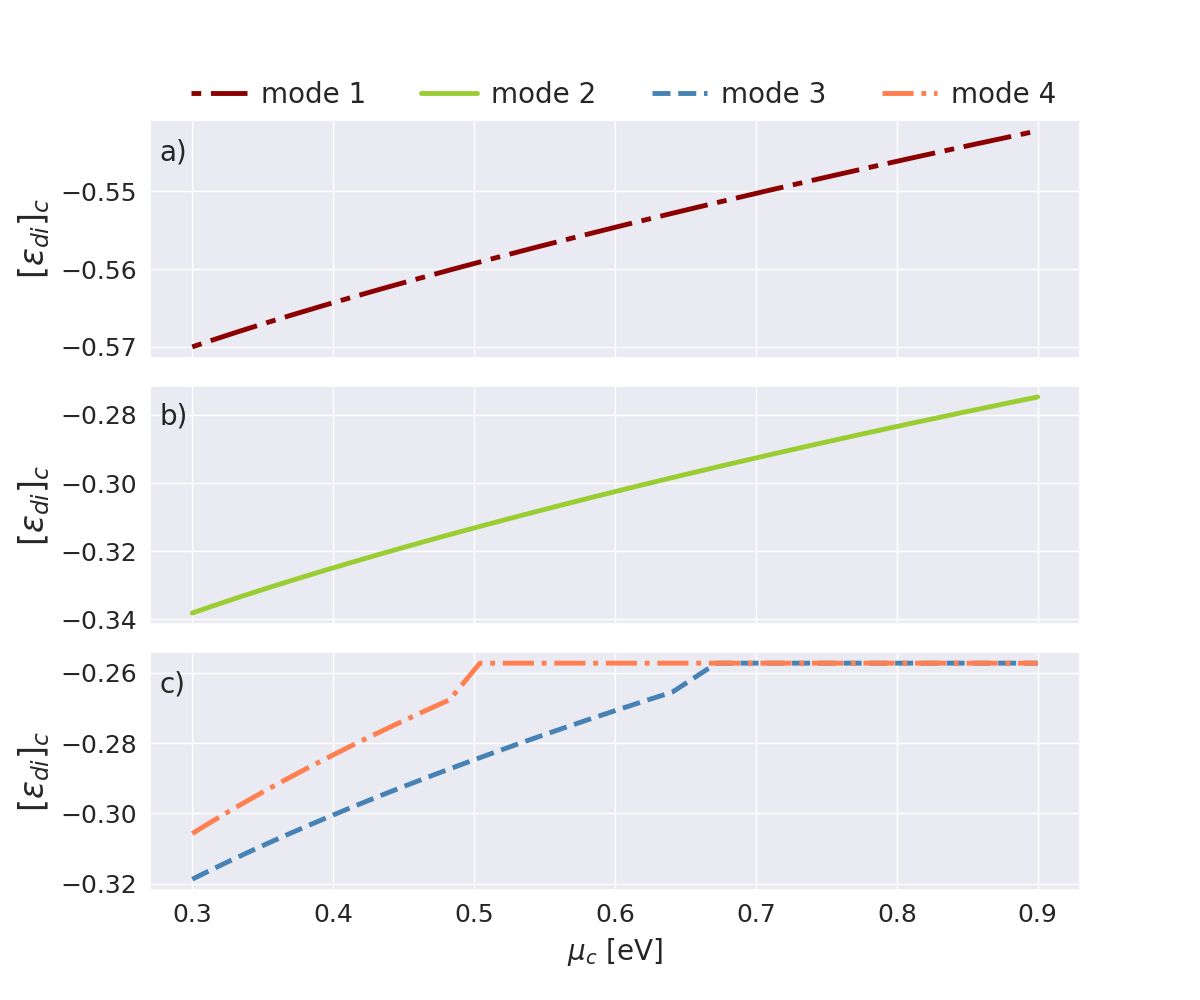 mode 1 mode 2 mode 3 mode 4
a)
−0.55
−0.56
−0.57
[ε_di]_c
b)
−0.28
−0.30
−0.32
−0.34
[ε_di]_c
c)
−0.26
−0.28
−0.30
−0.32
[ε_di]_c
0.3 0.4 0.5 0.6 0.7 0.8 0.9
μ_c [eV]